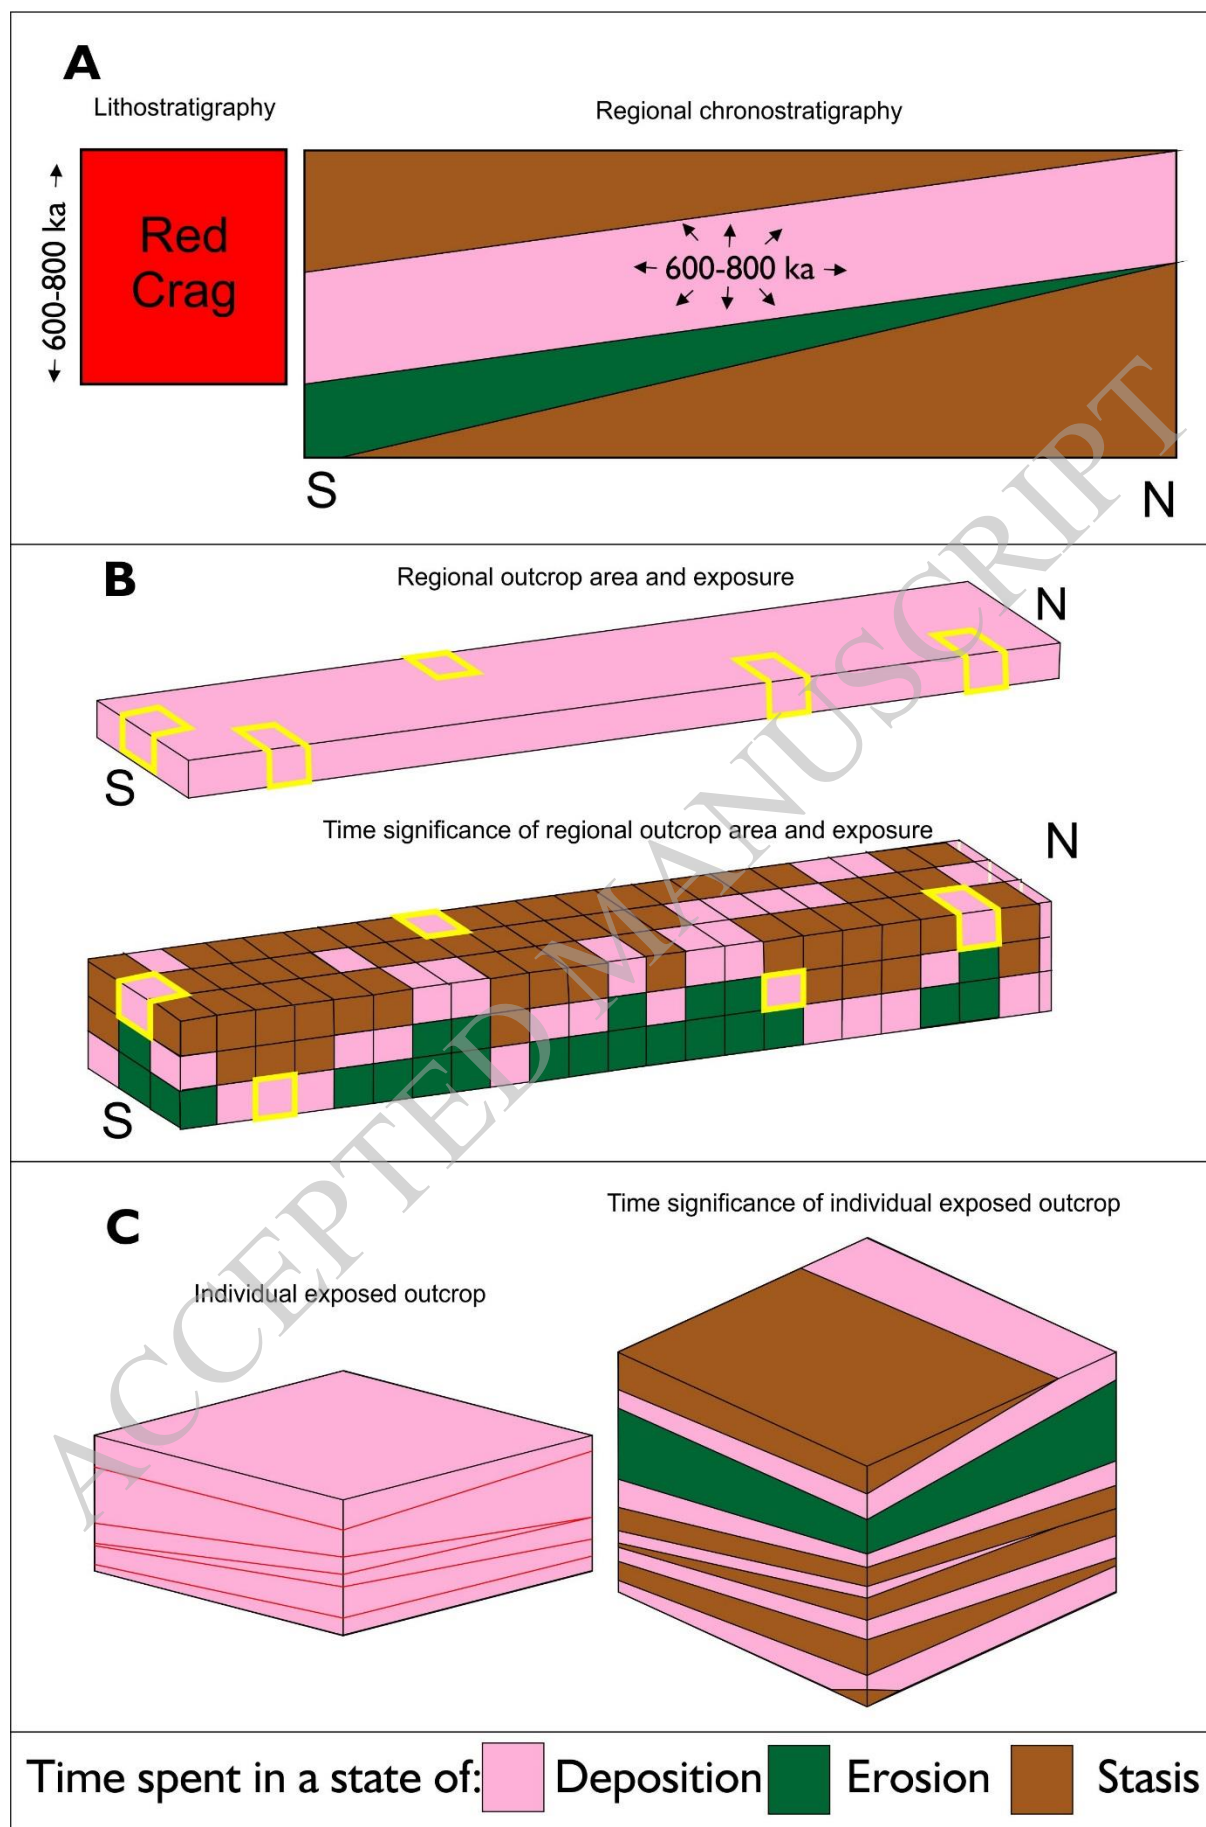 A
Lithostratigraphy
Regional chronostratigraphy
600-800 ka
Red
Crag
600-800 ka
S
N
B
Regional outcrop area and exposure
N
S
Time significance of regional outcrop area and exposure
N
S
C
Time significance of individual exposed outcrop
Individual exposed outcrop
ACCEPTED MANUSCRIPT
Time spent in a state of: Deposition Erosion Stasis